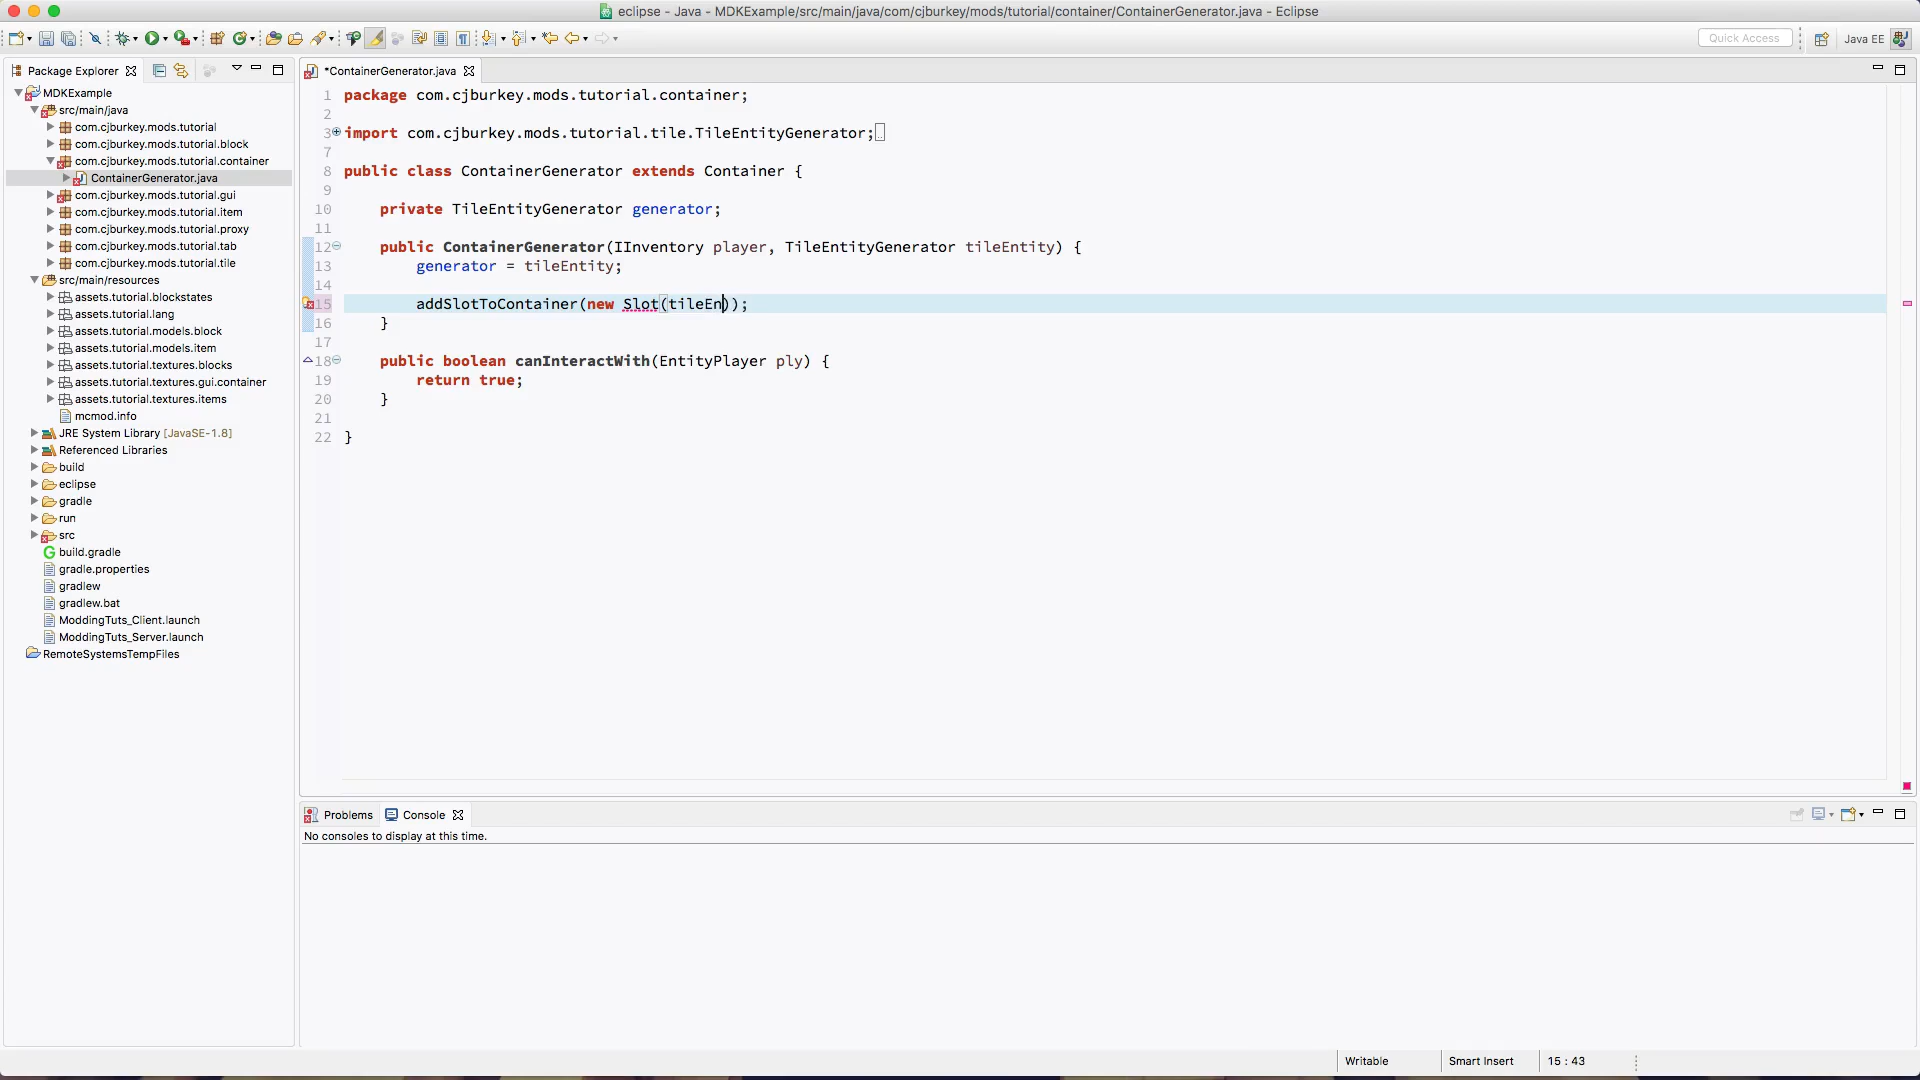 eclipse - Java - MDKExample/src/main/java/com/cjburkey/mods/tutorial/container/ContainerGenerator.java - Eclipse
Quick Access
Java EE
Package Explorer
MDKExample
src/main/java
com.cjburkey.mods.tutorial
com.cjburkey.mods.tutorial.block
com.cjburkey.mods.tutorial.container
ContainerGenerator.java
com.cjburkey.mods.tutorial.gui
com.cjburkey.mods.tutorial.item
com.cjburkey.mods.tutorial.proxy
com.cjburkey.mods.tutorial.tab
com.cjburkey.mods.tutorial.tile
src/main/resources
assets.tutorial.blockstates
assets.tutorial.lang
assets.tutorial.models.block
assets.tutorial.models.item
assets.tutorial.textures.blocks
assets.tutorial.textures.gui.container
assets.tutorial.textures.items
mcmod.info
JRE System Library [JavaSE-1.8]
Referenced Libraries
build
eclipse
gradle
run
src
build.gradle
gradle.properties
gradlew
gradlew.bat
ModdingTuts_Client.launch
ModdingTuts_Server.launch
RemoteSystemsTempFiles
*ContainerGenerator.java
1 package com.cjburkey.mods.tutorial.container;
2
3 import com.cjburkey.mods.tutorial.tile.TileEntityGenerator;
7
8 public class ContainerGenerator extends Container {
9
10 private TileEntityGenerator generator;
11
12 public ContainerGenerator(IInventory player, TileEntityGenerator tileEntity) {
13 generator = tileEntity;
14
15 addSlotToContainer(new Slot(tileEn));
16 }
17
18 public boolean canInteractWith(EntityPlayer ply) {
19 return true;
20 }
21
22 }
Problems
Console
No consoles to display at this time.
Writable
Smart Insert
15 : 43